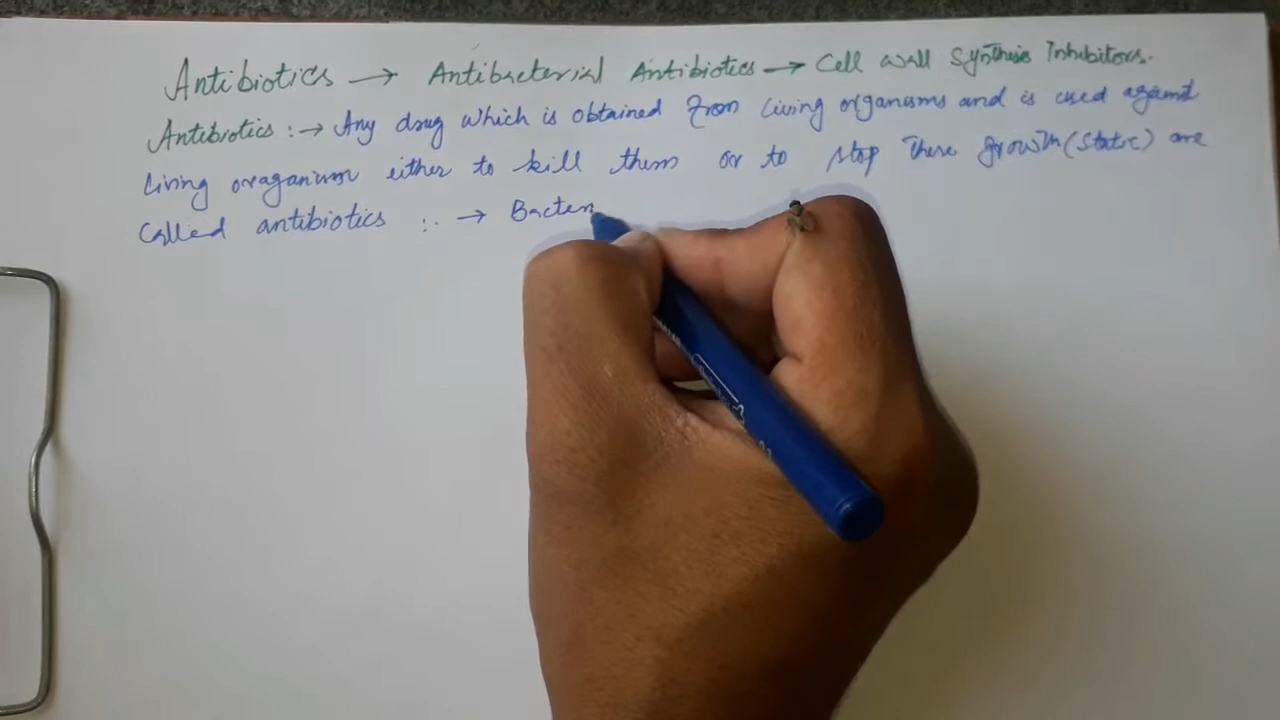 Antibiotics → Antibacterial Antibiotics → Cell wall Synthesis Inhibitors.
Antibiotics :→ Any drug which is obtained from living organisms and is used against
living oraganism either to kill them or to stop there growth (static) are
Called antibiotics :. → Bacter